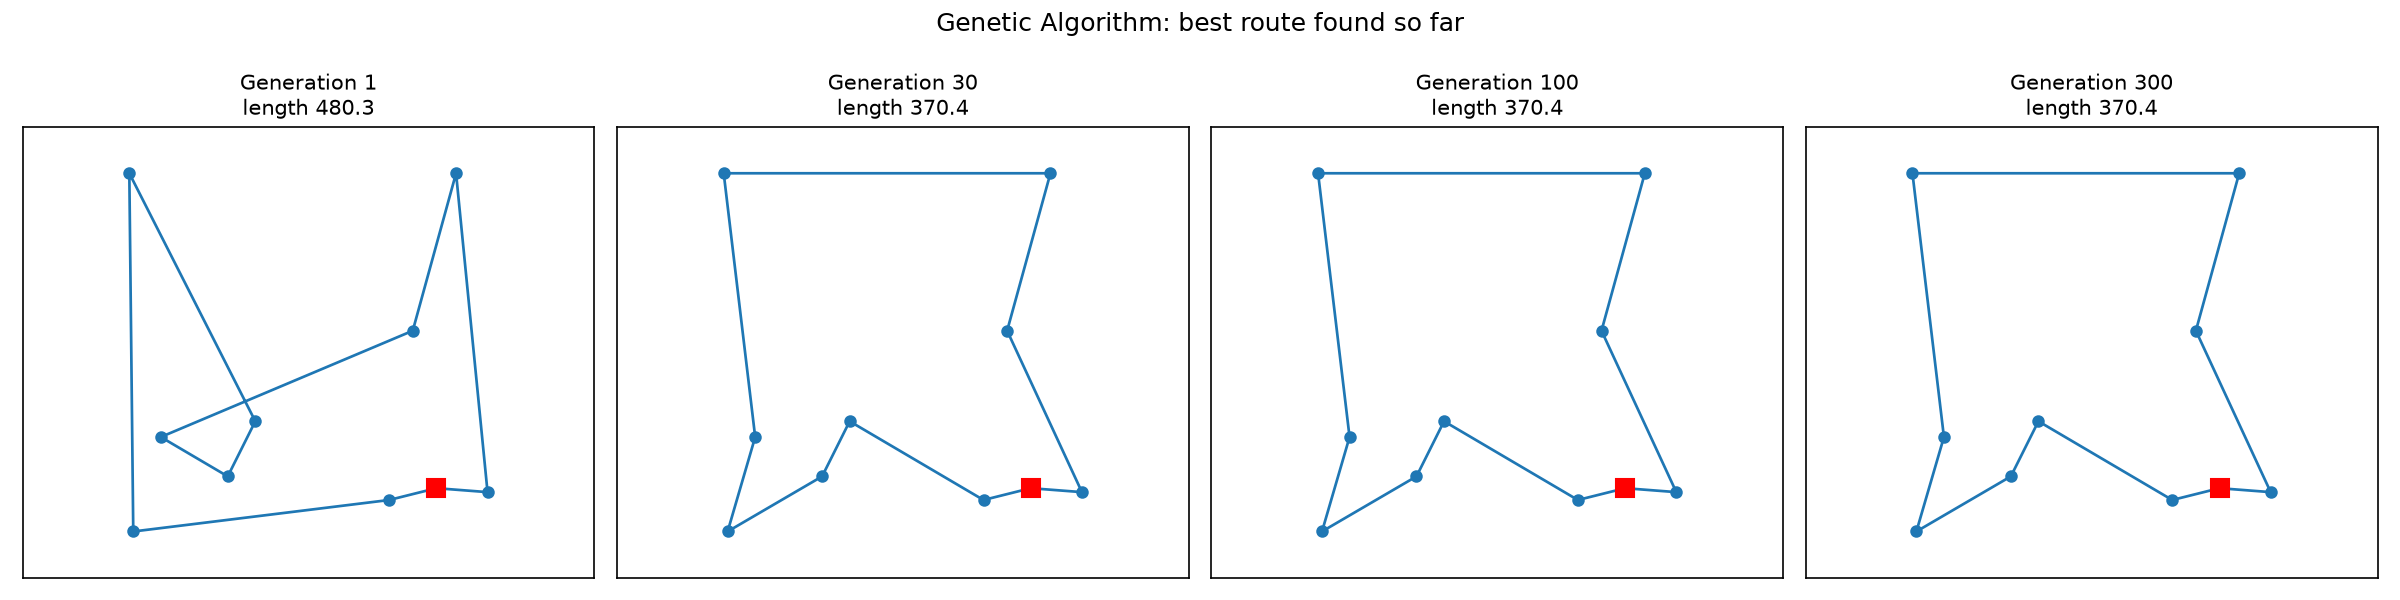 Genetic Algorithm: best route found so far
Generation 1
length 480.3
Generation 30
length 370.4
Generation 100
length 370.4
Generation 300
length 370.4